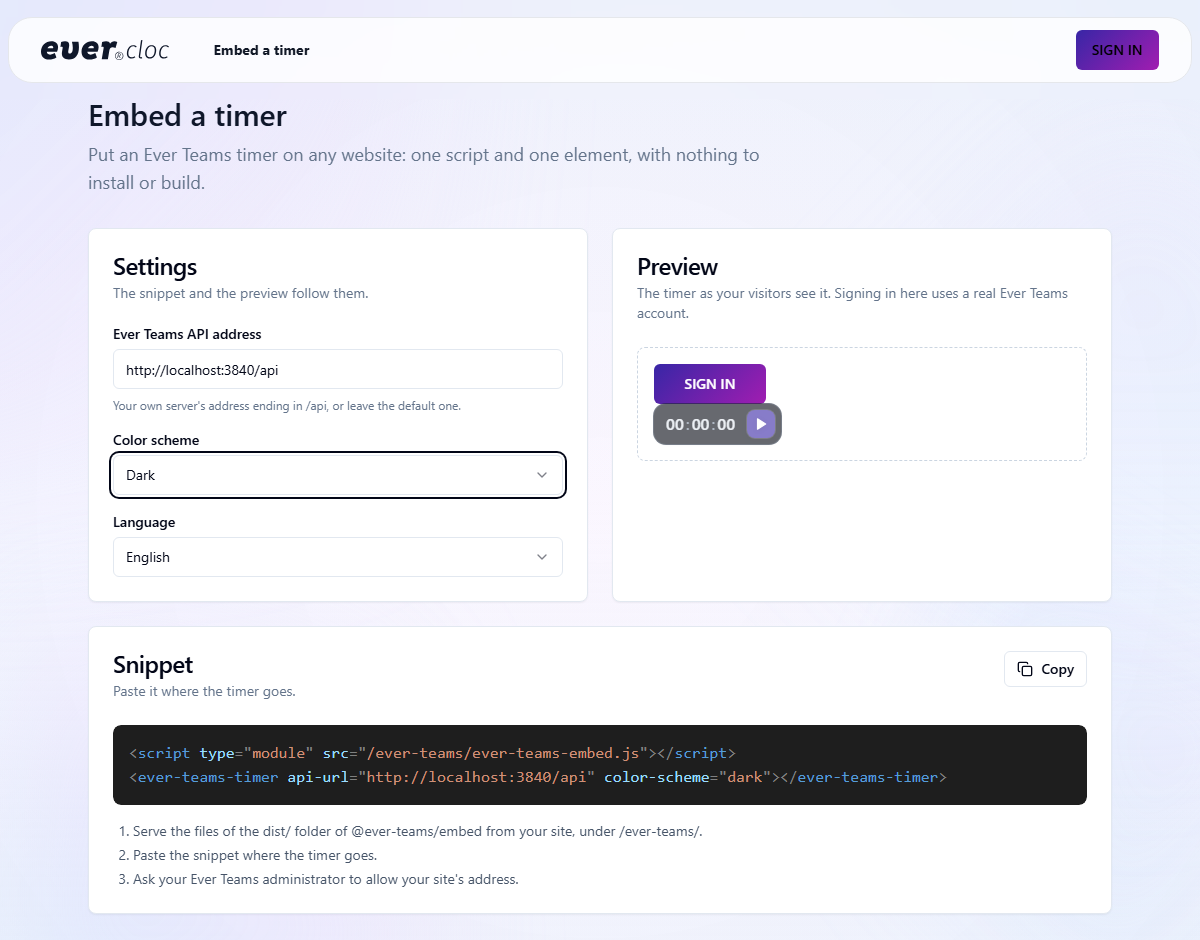 ever® cloc
Embed a timer
SIGN IN
Embed a timer
Put an Ever Teams timer on any website: one script and one element, with nothing to
install or build.
Settings
The snippet and the preview follow them.
Ever Teams API address
http://localhost:3840/api
Your own server's address ending in /api, or leave the default one.
Color scheme
Dark
Language
English
Preview
The timer as your visitors see it. Signing in here uses a real Ever Teams
account.
SIGN IN
00:00:00
Snippet
Paste it where the timer goes.
Copy
<script type="module" src="/ever-teams/ever-teams-embed.js"></script>
<ever-teams-timer api-url="http://localhost:3840/api" color-scheme="dark"></ever-teams-timer>
1. Serve the files of the dist/ folder of @ever-teams/embed from your site, under /ever-teams/.
2. Paste the snippet where the timer goes.
3. Ask your Ever Teams administrator to allow your site's address.